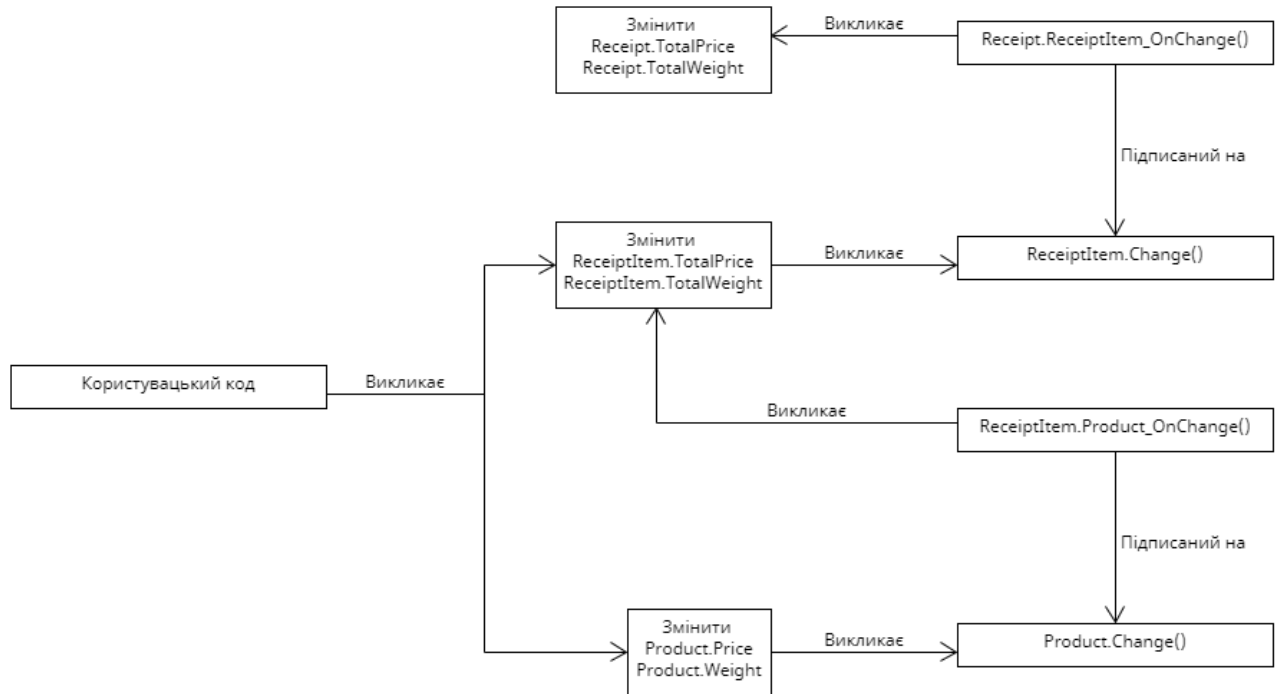 Змінити
Receipt.TotalPrice
Receipt.TotalWeight
Викликає
Receipt.ReceiptItem_OnChange()
Підписаний на
Змінити
ReceiptItem.TotalPrice
ReceiptItem.TotalWeight
Викликає
ReceiptItem.Change()
Користувацький код
Викликає
Викликає
ReceiptItem.Product_OnChange()
Підписаний на
Змінити
Product.Price
Product.Weight
Викликає
Product.Change()